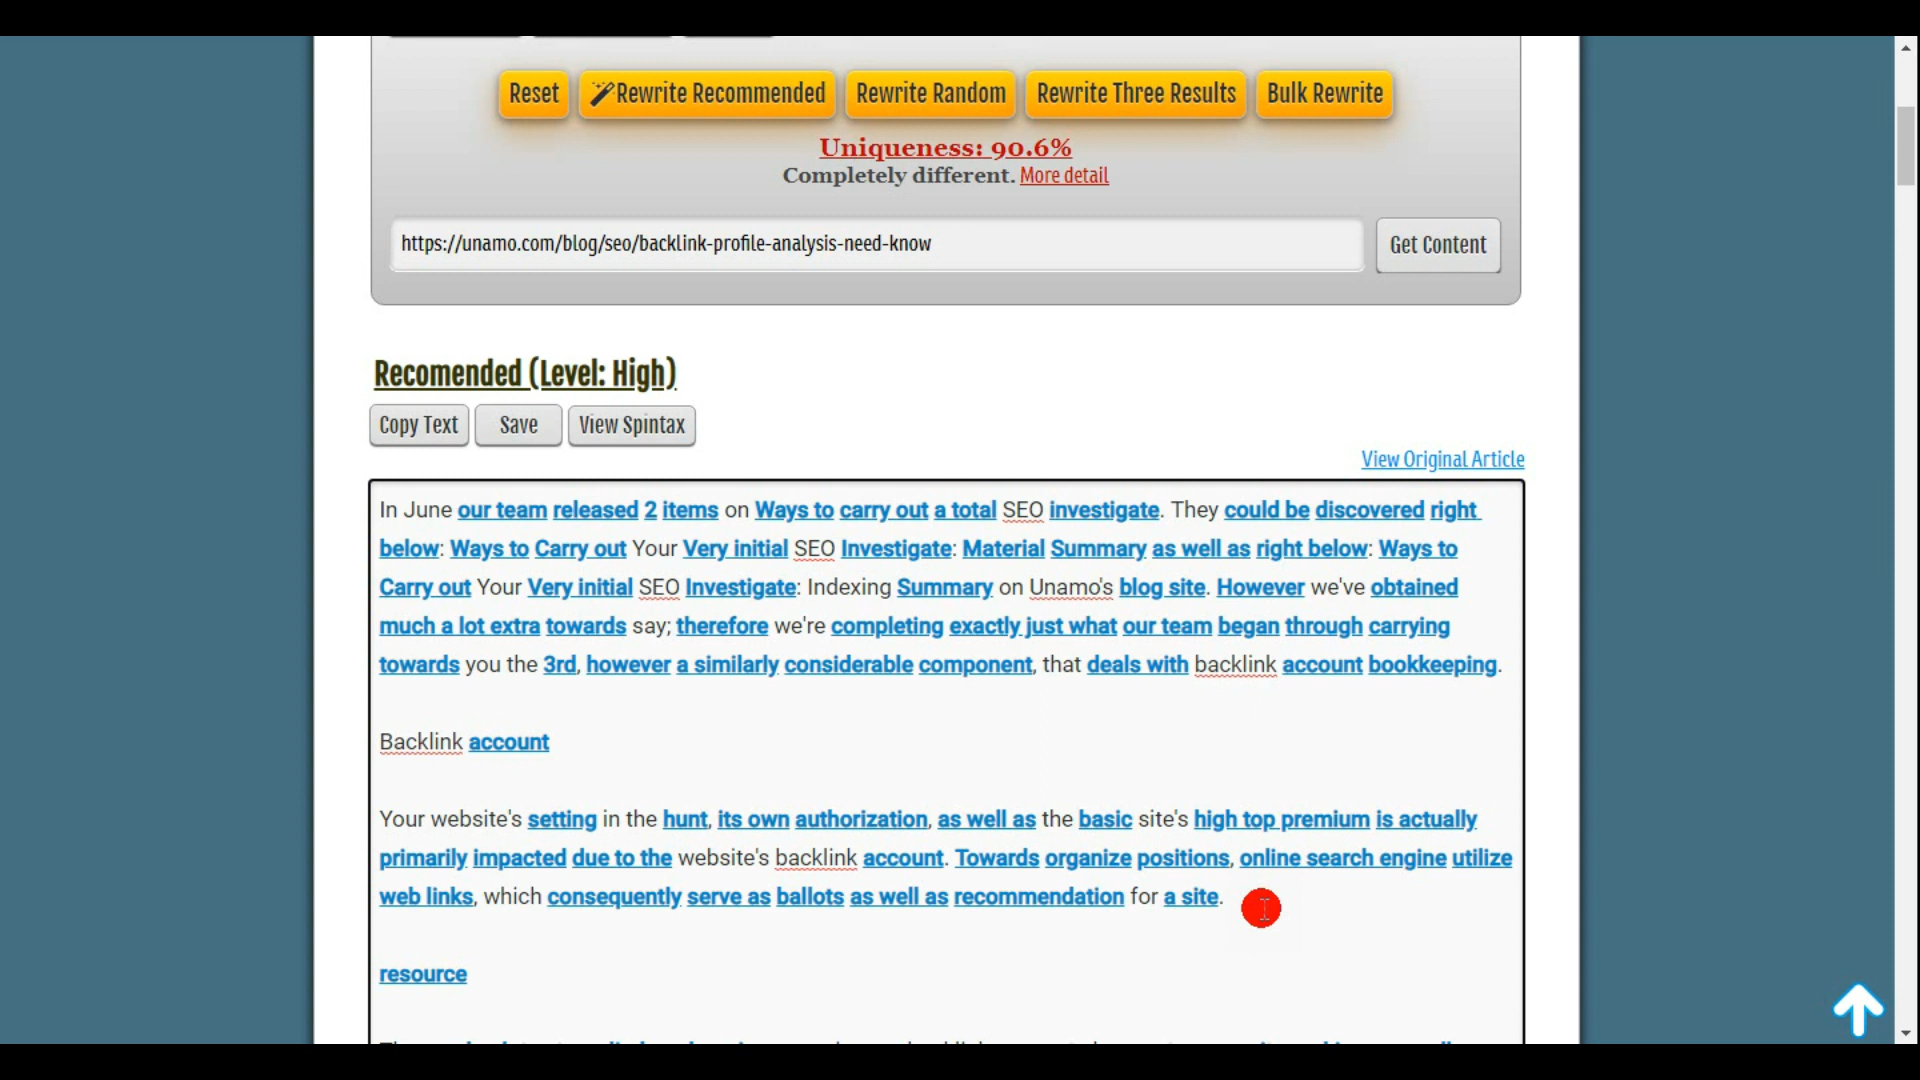 Reset Rewrite Recommended Rewrite Random Rewrite Three Results Bulk Rewrite
Uniqueness: 90.6%
Completely different. More detail
https://unamo.com/blog/seo/backlink-profile-analysis-need-know Get Content
Recomended (Level: High)
Copy Text Save View Spintax
View Original Article
In June our team released 2 items on Ways to carry out a total SEO investigate. They could be discovered right
below: Ways to Carry out Your Very initial SEO Investigate: Material Summary as well as right below: Ways to
Carry out Your Very initial SEO Investigate: Indexing Summary on Unamo's blog site. However we've obtained
much a lot extra towards say; therefore we're completing exactly just what our team began through carrying
towards you the 3rd, however a similarly considerable component, that deals with backlink account bookkeeping.
Backlink account
Your website's setting in the hunt, its own authorization, as well as the basic site's high top premium is actually
primarily impacted due to the website's backlink account. Towards organize positions, online search engine utilize
web links, which consequently serve as ballots as well as recommendation for a site.
resource